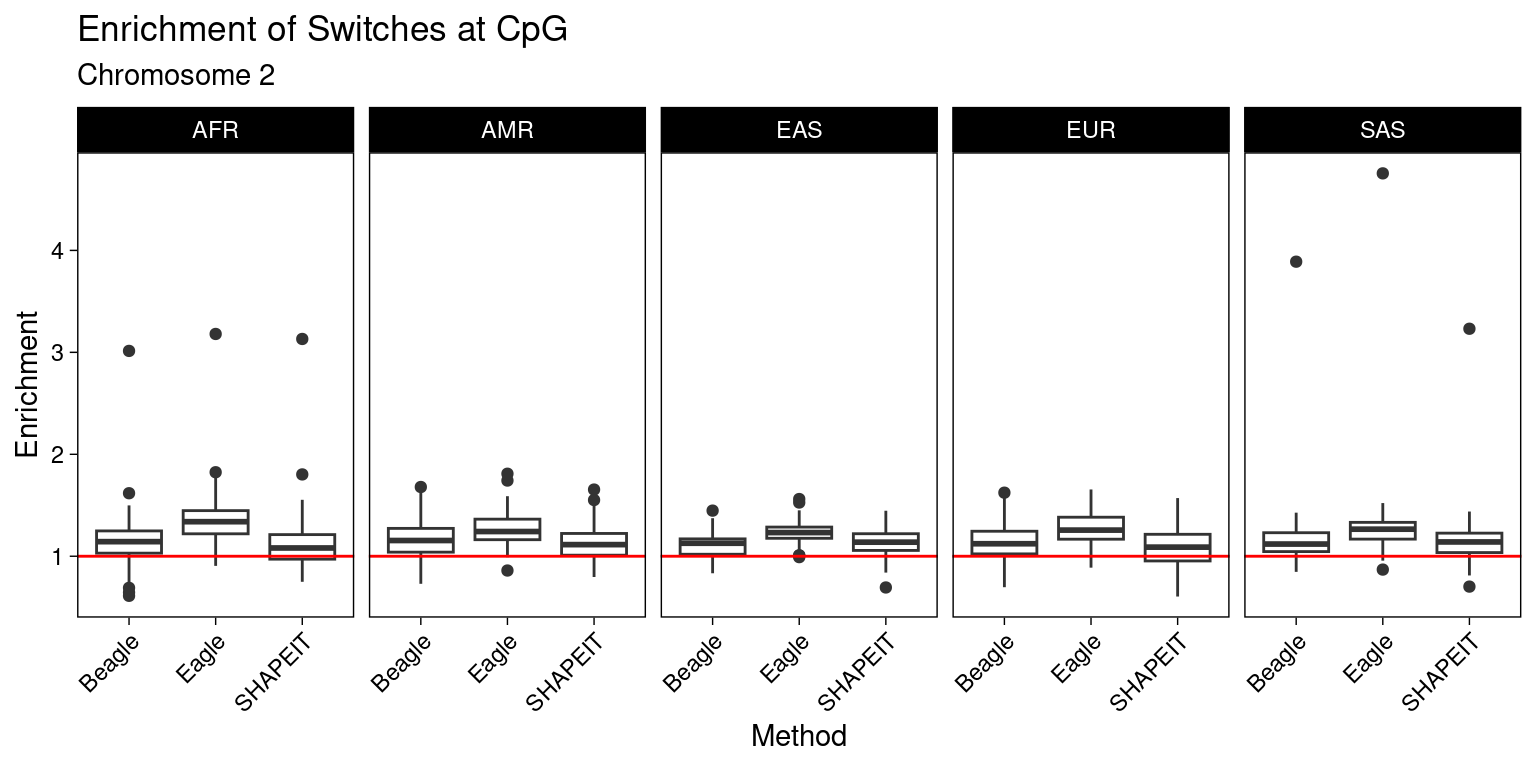 Enrichment of Switches at CpG
Chromosome 2
AFR AMR EAS EUR SAS
Enrichment
4
3
2
1
Beagle Eagle SHAPEIT Beagle Eagle SHAPEIT Beagle Eagle SHAPEIT Beagle Eagle SHAPEIT Beagle Eagle SHAPEIT
Method